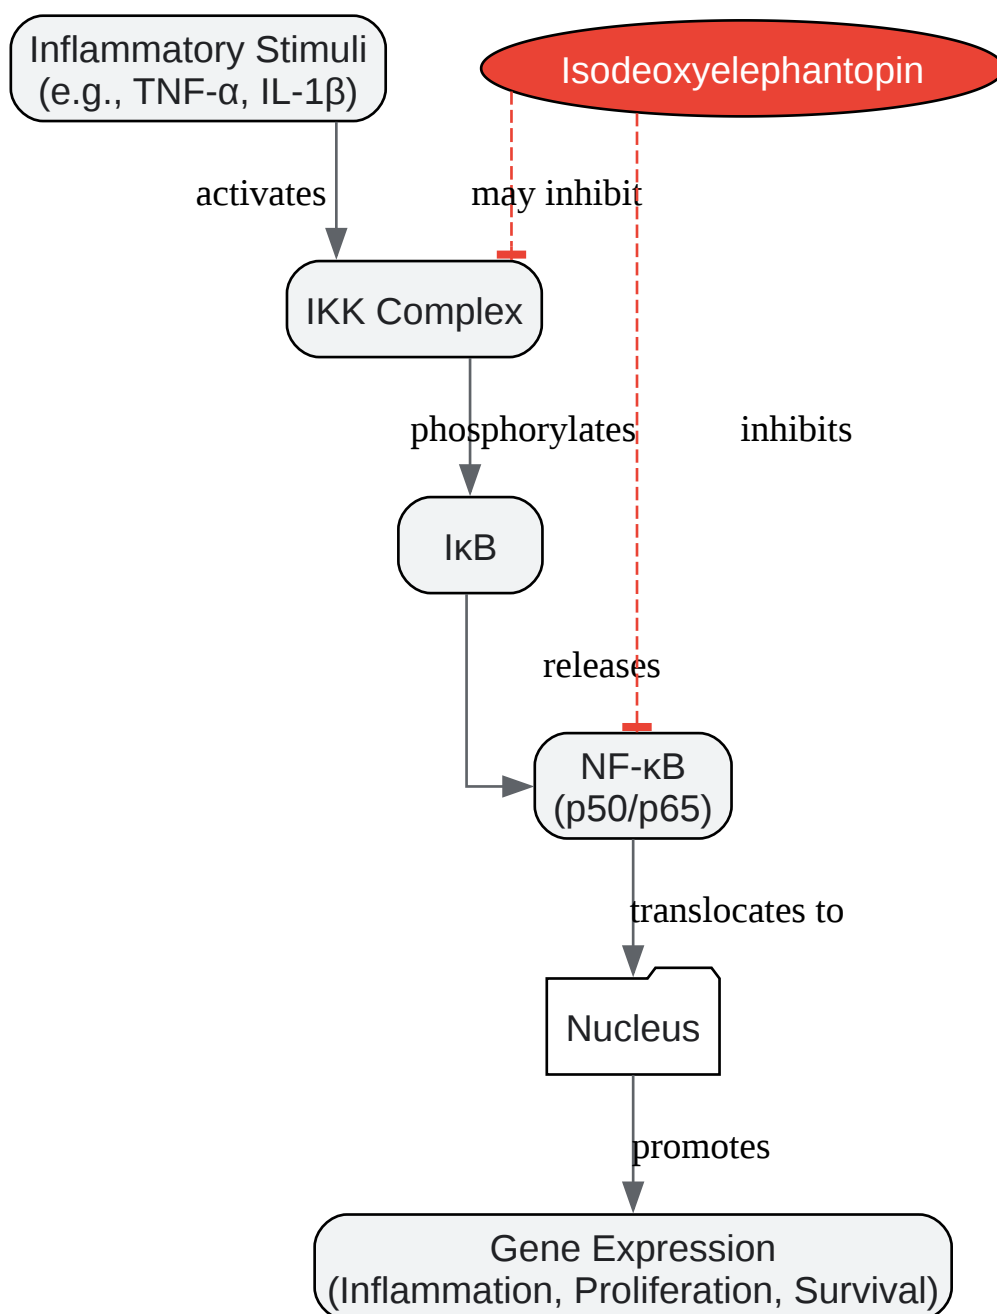 Inflammatory Stimuli
(e.g., TNF-α, IL-1β)
Isodeoxyelephantopin
activates
may inhibit
IKK Complex
phosphorylates
inhibits
IκB
releases
NF-κB
(p50/p65)
translocates to
Nucleus
promotes
Gene Expression
(Inflammation, Proliferation, Survival)